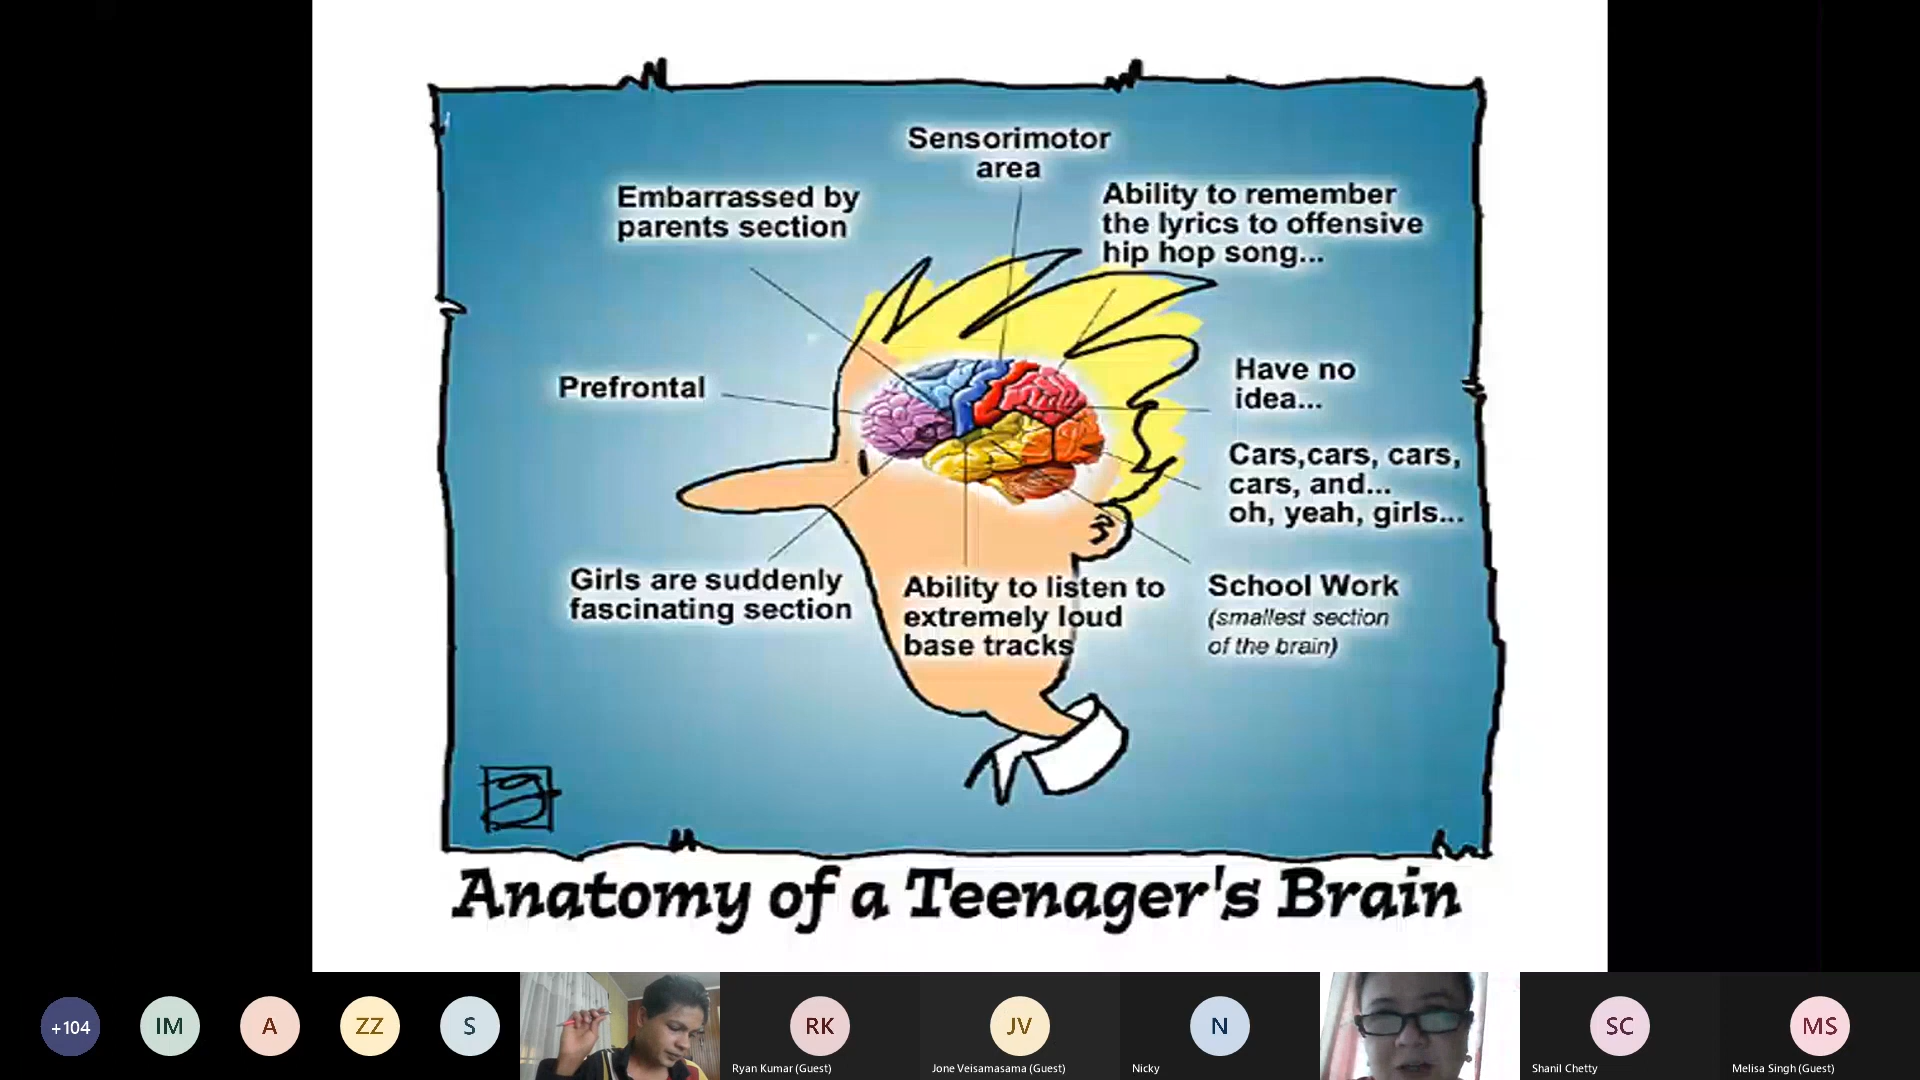 Sensorimotor
area
Embarrassed by
parents section
Ability to remember
the lyrics to offensive
hip hop song...
Prefrontal
Have no
idea...
Cars,cars, cars,
cars, and...
oh, yeah, girls...
Girls are suddenly
fascinating section
Ability to listen to
extremely loud
base tracks
School Work
(smallest section
of the brain)
Anatomy of a Teenager's Brain
+104
IM
A
ZZ
S
RK
Ryan Kumar (Guest)
JV
Jone Veisamasama (Guest)
N
Nicky
SC
Shanil Chetty
MS
Melisa Singh (Guest)